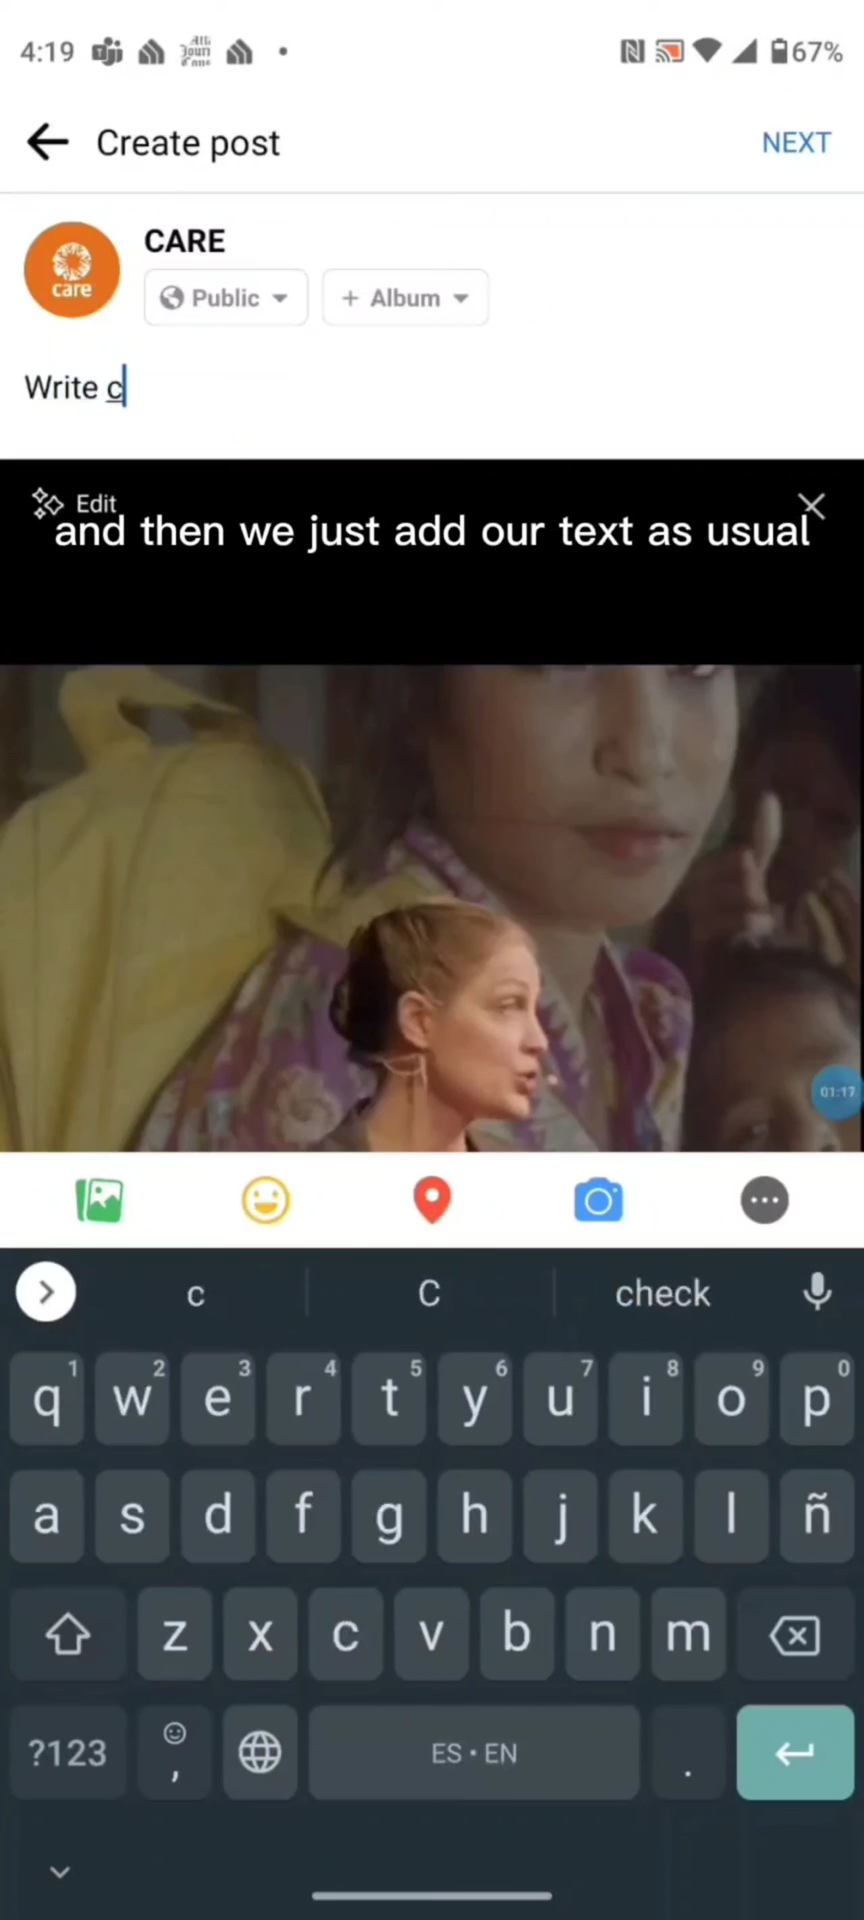 4:19 67%
Create post NEXT
CARE
care
Public + Album
Write c
Edit
and then we just add our text as usual
01:17
c C check
1 2 3 4 5 6 7 8 9 0
q w e r t y u i o p
a s d f g h j k l ñ
z x c v b n m
?123 , ES • EN .